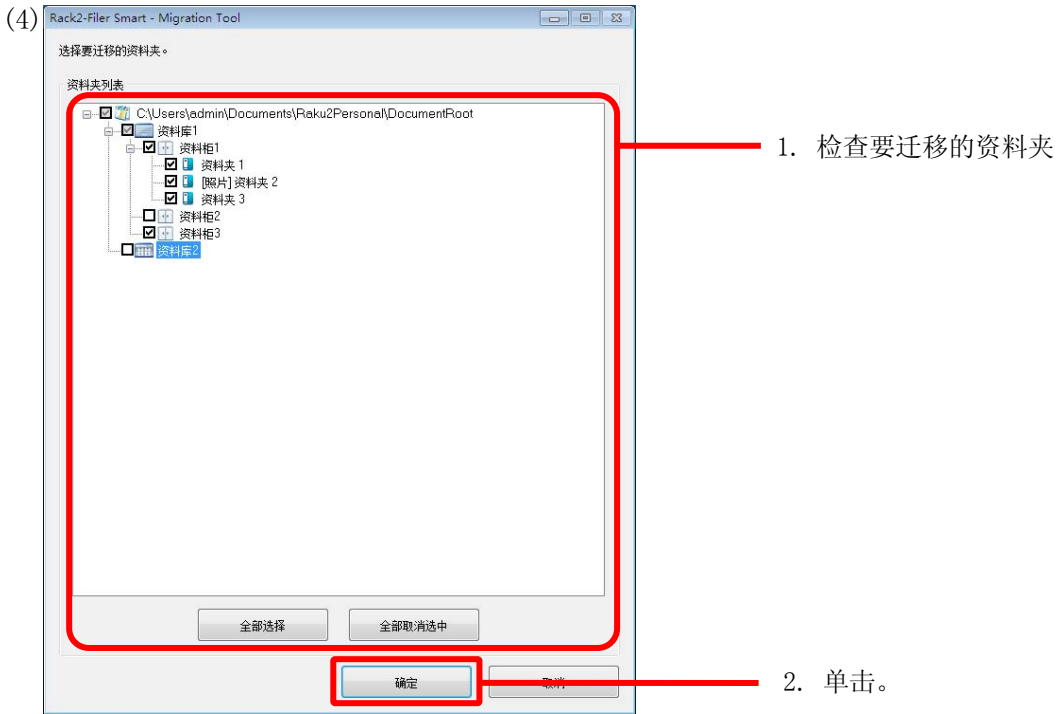 (4)
Rack2-Filer Smart - Migration Tool
选择要迁移的资料夹。
资料夹列表
C:\Users\admin\Documents\Raku2Personal\DocumentRoot
资料库1
资料柜1
资料夹 1
[照片]资料夹 2
资料夹 3
资料柜2
资料柜3
资料库2
1. 检查要迁移的资料夹
全部选择 全部取消选中
确定 取消
2. 单击。